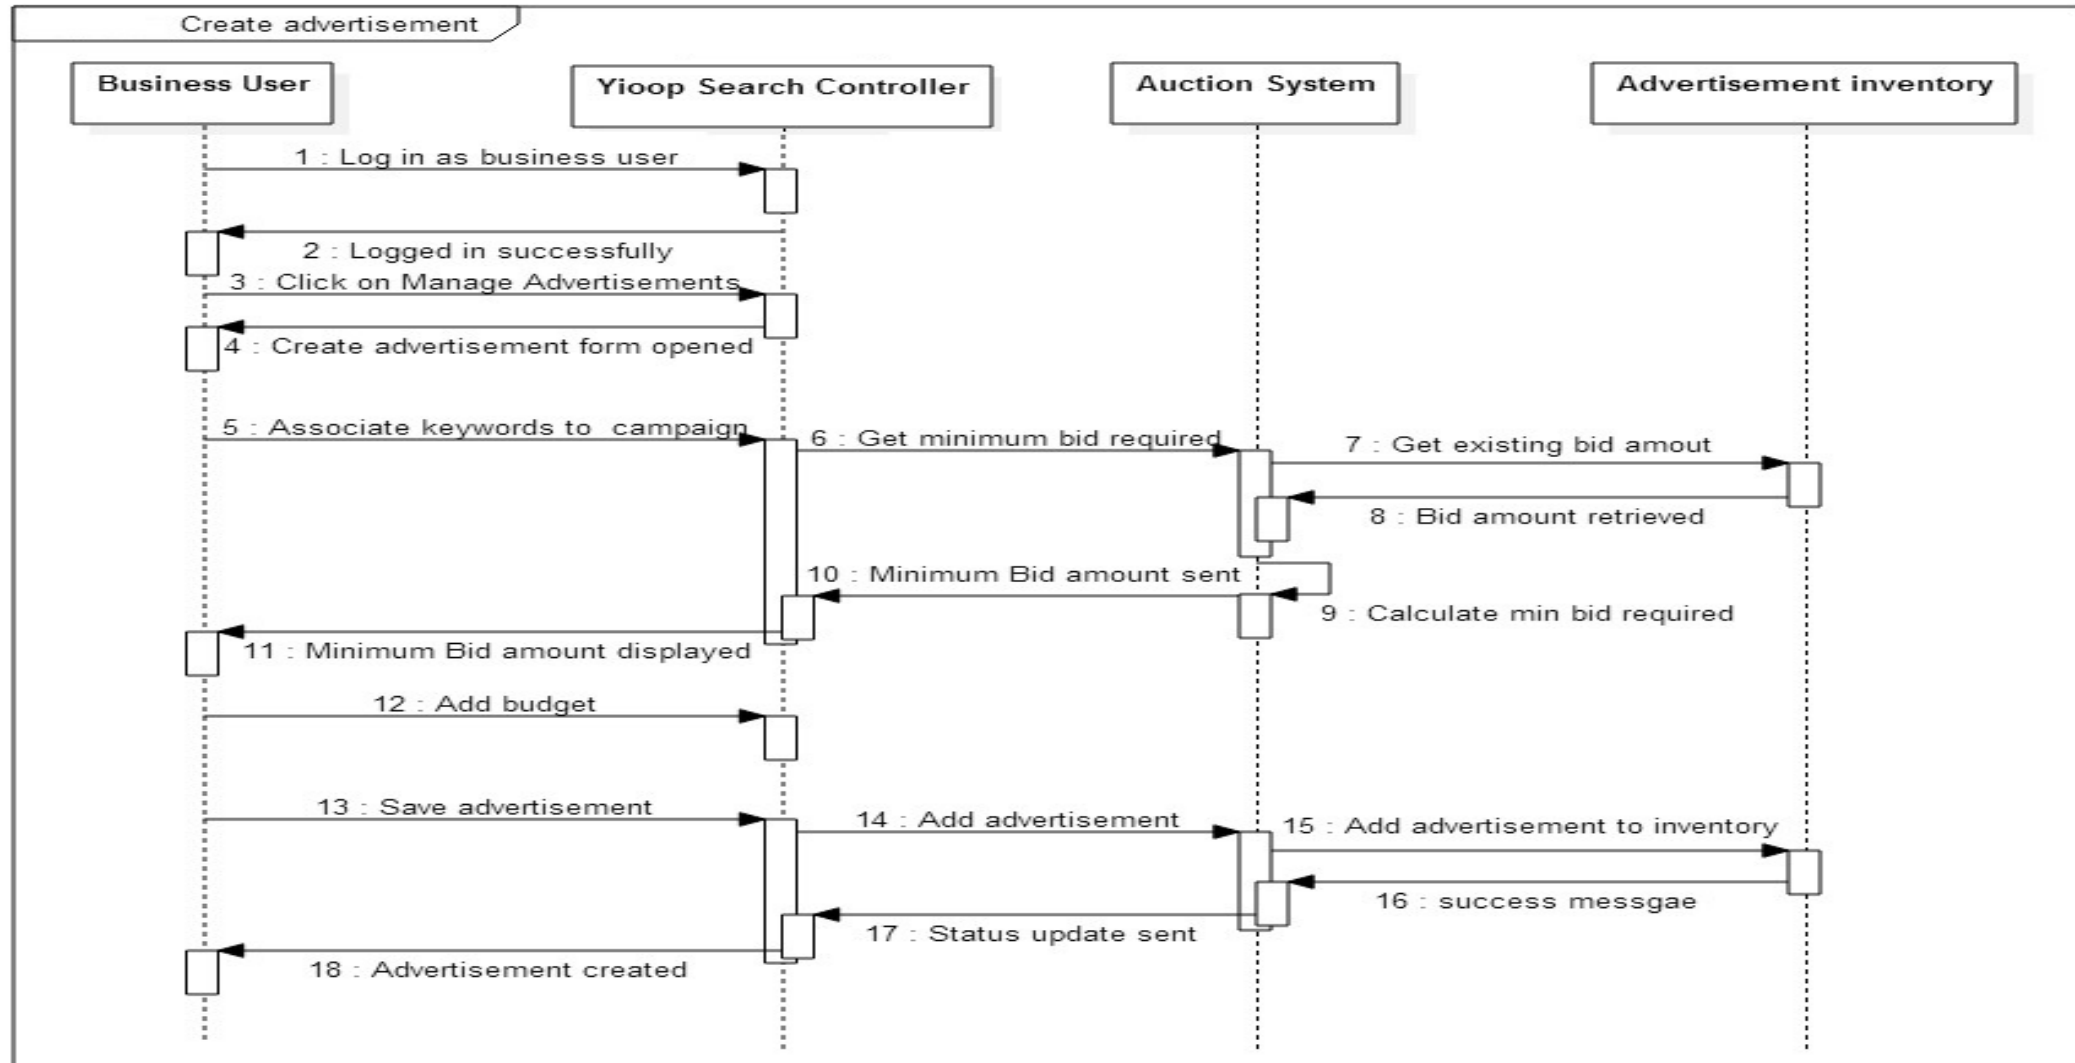 Create advertisement
Business User
Yioop Search Controller
Auction System
Advertisement inventory
1 : Log in as business user
2 : Logged in successfully
3 : Click on Manage Advertisements
4 : Create advertisement form opened
5 : Associate keywords to campaign
6 : Get minimum bid required
7 : Get existing bid amout
8 : Bid amount retrieved
10 : Minimum Bid amount sent
9 : Calculate min bid required
11 : Minimum Bid amount displayed
12 : Add budget
13 : Save advertisement
14 : Add advertisement
15 : Add advertisement to inventory
16 : success messgae
17 : Status update sent
18 : Advertisement created